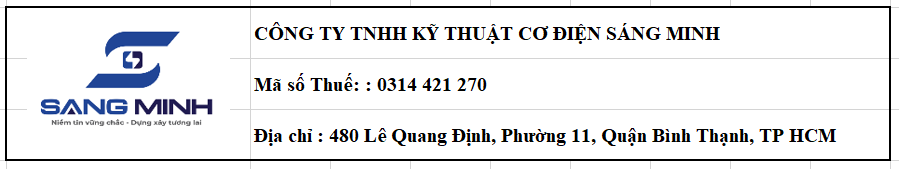 CÔNG TY TNHH KỸ THUẬT CƠ ĐIỆN SÁNG MINH
SANG MINH
Niềm tin vững chắc - Dựng xây tương lai
Mã số Thuế: : 0314 421 270
Địa chỉ : 480 Lê Quang Định, Phường 11, Quận Bình Thạnh, TP HCM